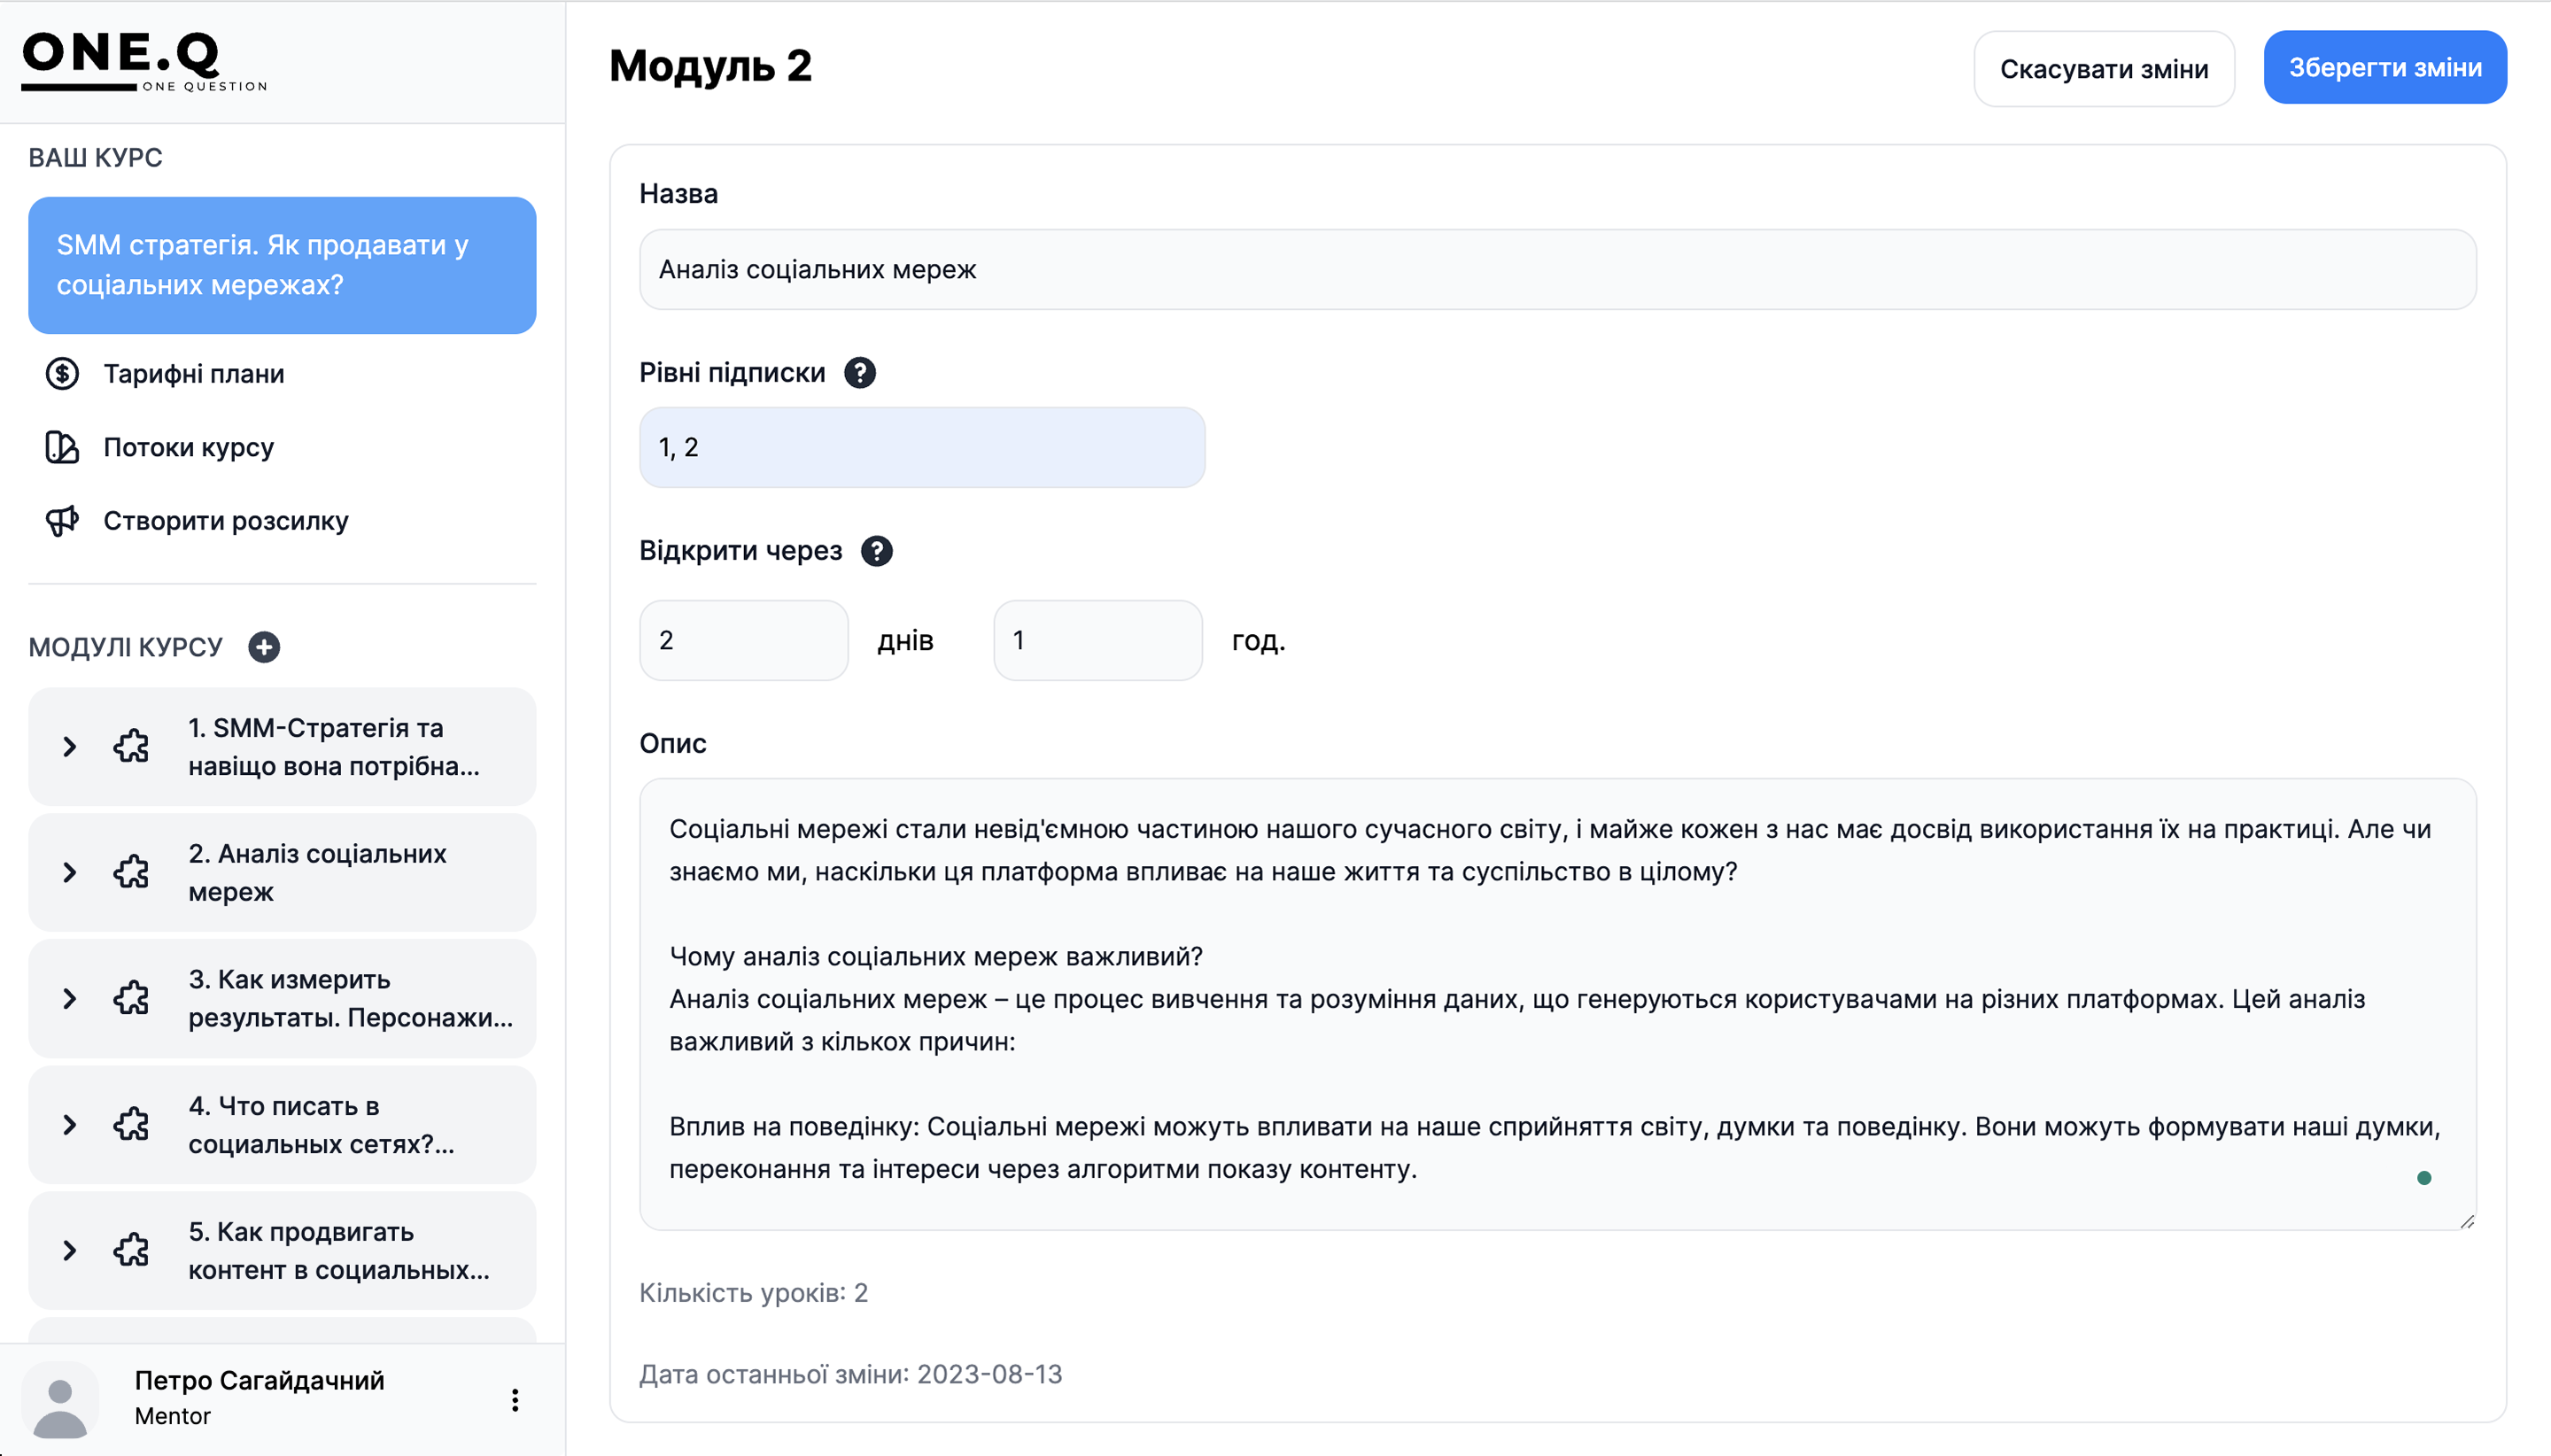 ONE.Q
ONE QUESTION
ВАШ КУРС
SMM стратегія. Як продавати у
соціальних мережах?
Тарифні плани
Потоки курсу
Створити розсилку
МОДУЛІ КУРСУ
1. SMM-Стратегія та
навіщо вона потрібна...
2. Аналіз соціальних
мереж
3. Как измерить
результаты. Персонажи...
4. Что писать в
социальных сетях?...
5. Как продвигать
контент в социальных...
Петро Сагайдачний
Mentor
Модуль 2
Скасувати зміни
Зберегти зміни
Назва
Аналіз соціальних мереж
Рівні підписки ?
1, 2
Відкрити через ?
2 днів 1 год.
Опис
Соціальні мережі стали невід'ємною частиною нашого сучасного світу, і майже кожен з нас має досвід використання їх на практиці. Але чи
знаємо ми, наскільки ця платформа впливає на наше життя та суспільство в цілому?
Чому аналіз соціальних мереж важливий?
Аналіз соціальних мереж – це процес вивчення та розуміння даних, що генеруються користувачами на різних платформах. Цей аналіз
важливий з кількох причин:
Вплив на поведінку: Соціальні мережі можуть впливати на наше сприйняття світу, думки та поведінку. Вони можуть формувати наші думки,
переконання та інтереси через алгоритми показу контенту.
Кількість уроків: 2
Дата останньої зміни: 2023-08-13